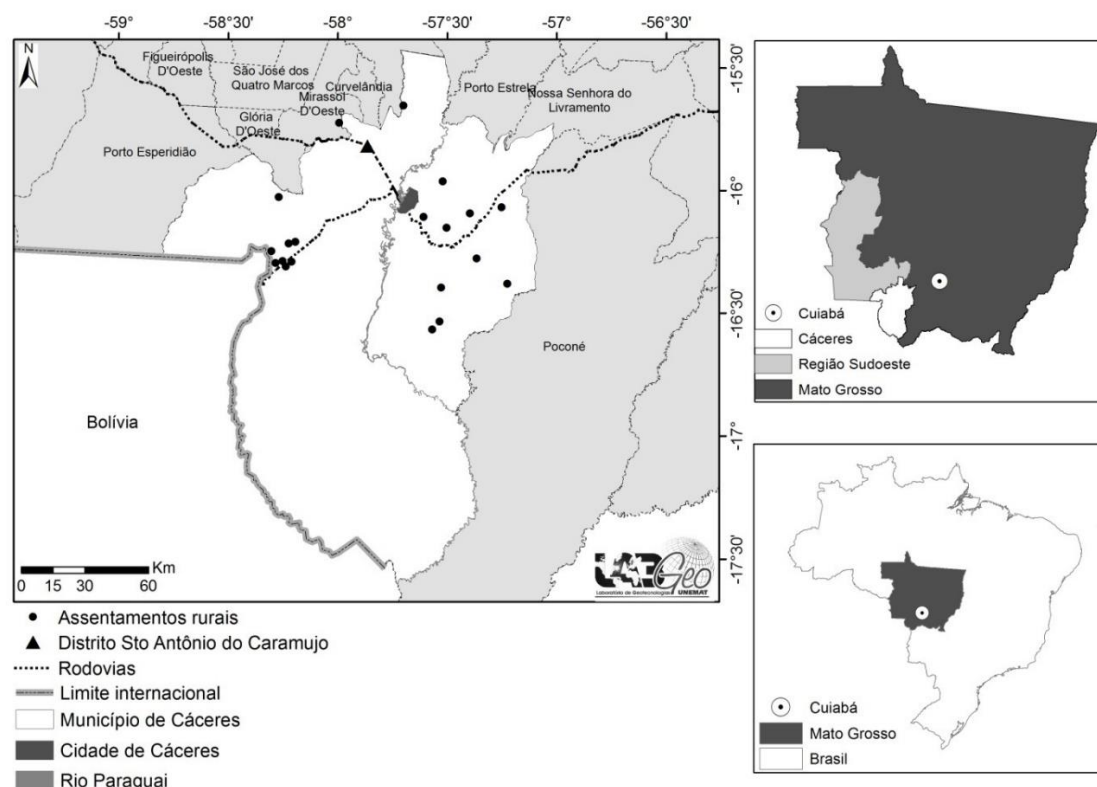 -59°
-58°30'
-58°
-57°30'
-57°
-56°30'
N
Figueirópolis
D'Oeste
São José dos
Quatro Marcos
Mirassol
D'Oeste
Curvelândia
Porto Estrela
Nossa Senhora do
Livramento
Glória
D'Oeste
Porto Esperidião
Poconé
Bolívia
-15°30'
-16°
-16°30'
-17°
-17°30'
Km
0 15 30 60
Geo
Laboratório de Geotecnologias
UNEMAT
Assentamentos rurais
Distrito Sto Antônio do Caramujo
Rodovias
Limite internacional
Município de Cáceres
Cidade de Cáceres
Rio Paraguai
Cuiabá
Cáceres
Região Sudoeste
Mato Grosso
Cuiabá
Mato Grosso
Brasil